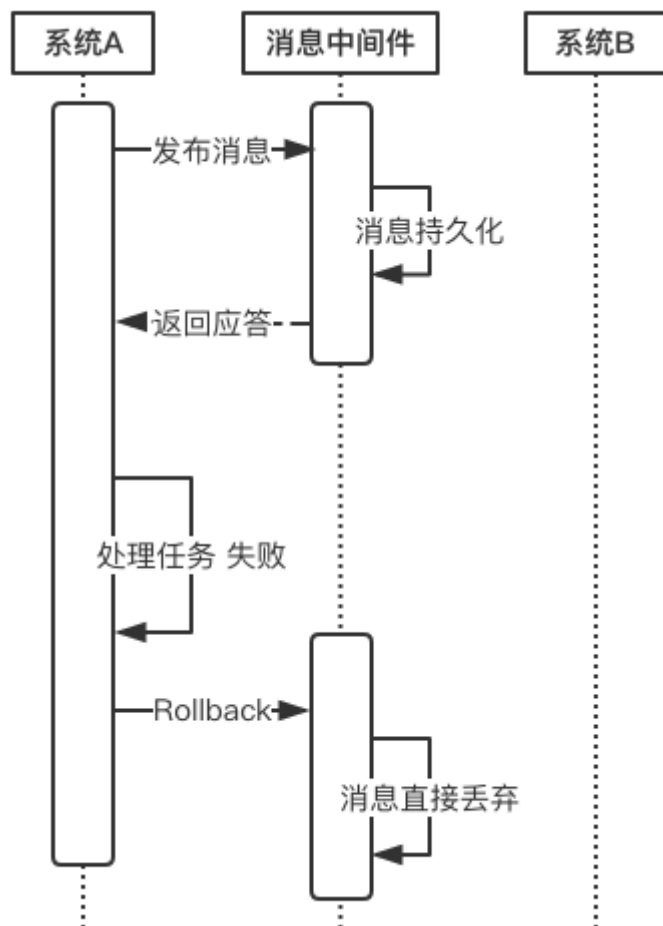 系统A
消息中间件
系统B
发布消息
消息持久化
返回应答
处理任务 失败
Rollback
消息直接丢弃